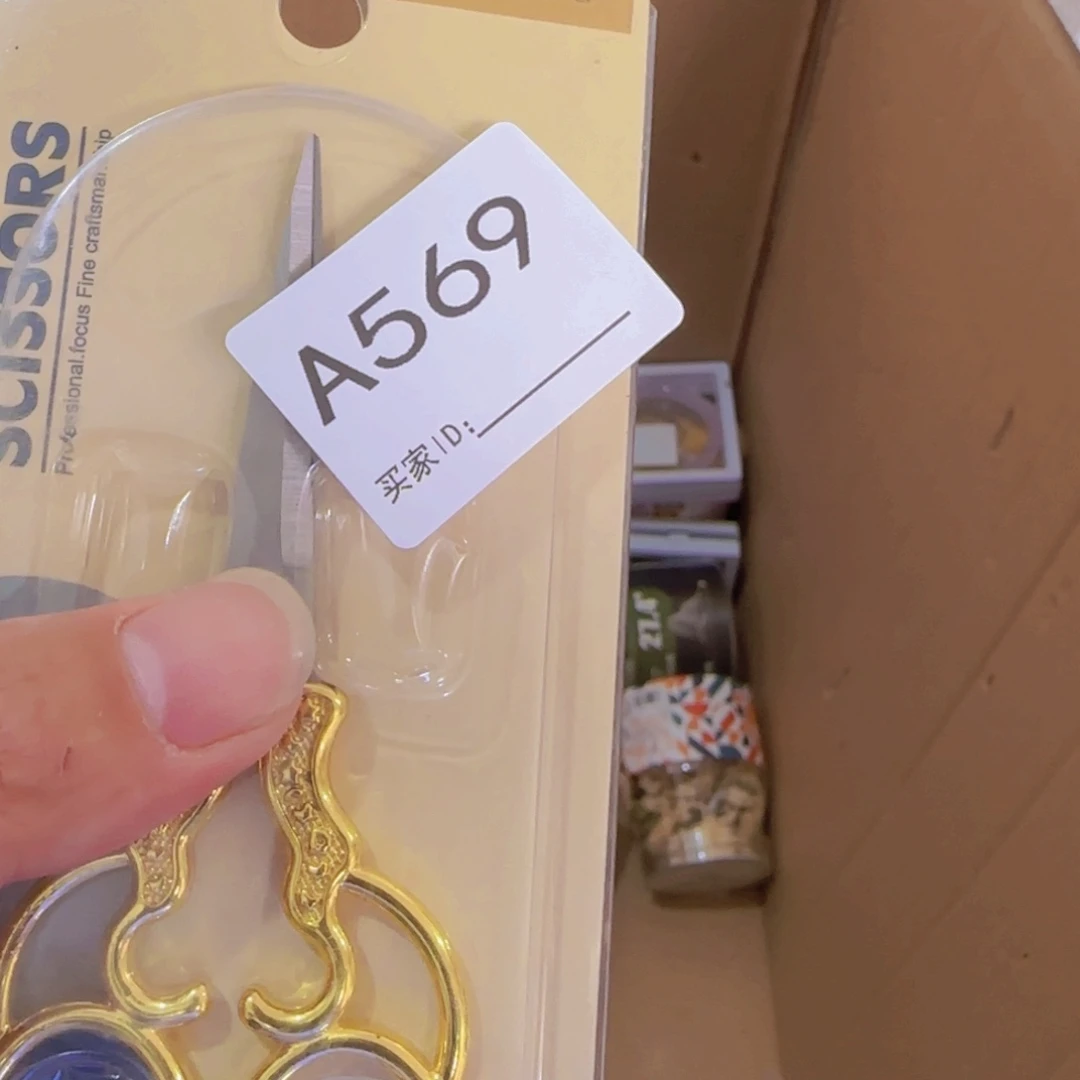 SCISSORS
Professional.focus Fine craftsmanship
A569
买家ID: